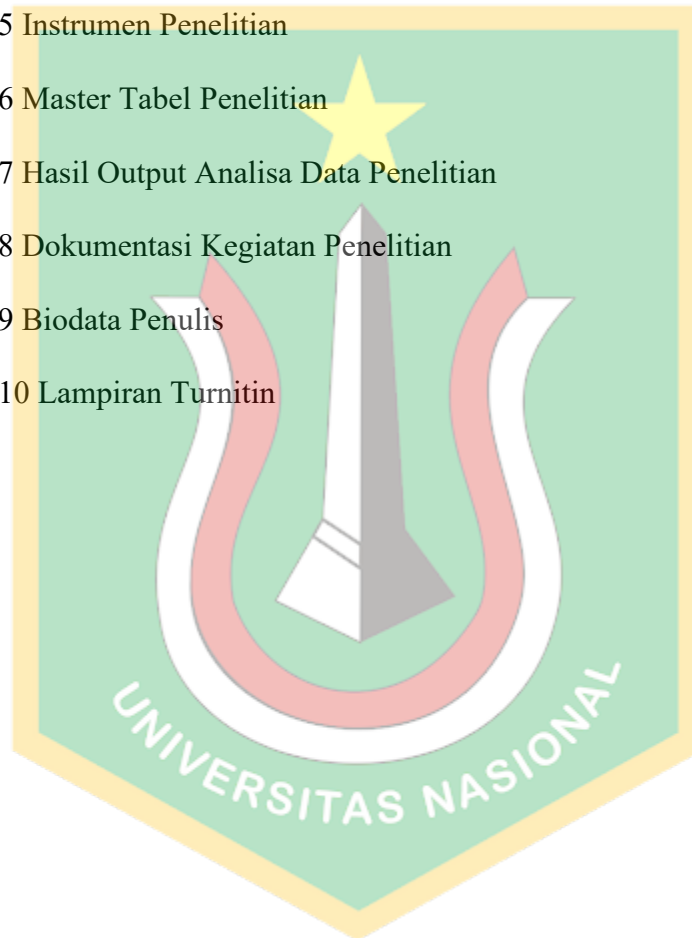 5 Instrumen Penelitian
6 Master Tabel Penelitian
7 Hasil Output Analisa Data Penelitian
8 Dokumentasi Kegiatan Penelitian
9 Biodata Penulis
10 Lampiran Turnitin
UNIVERSITAS NASIONAL